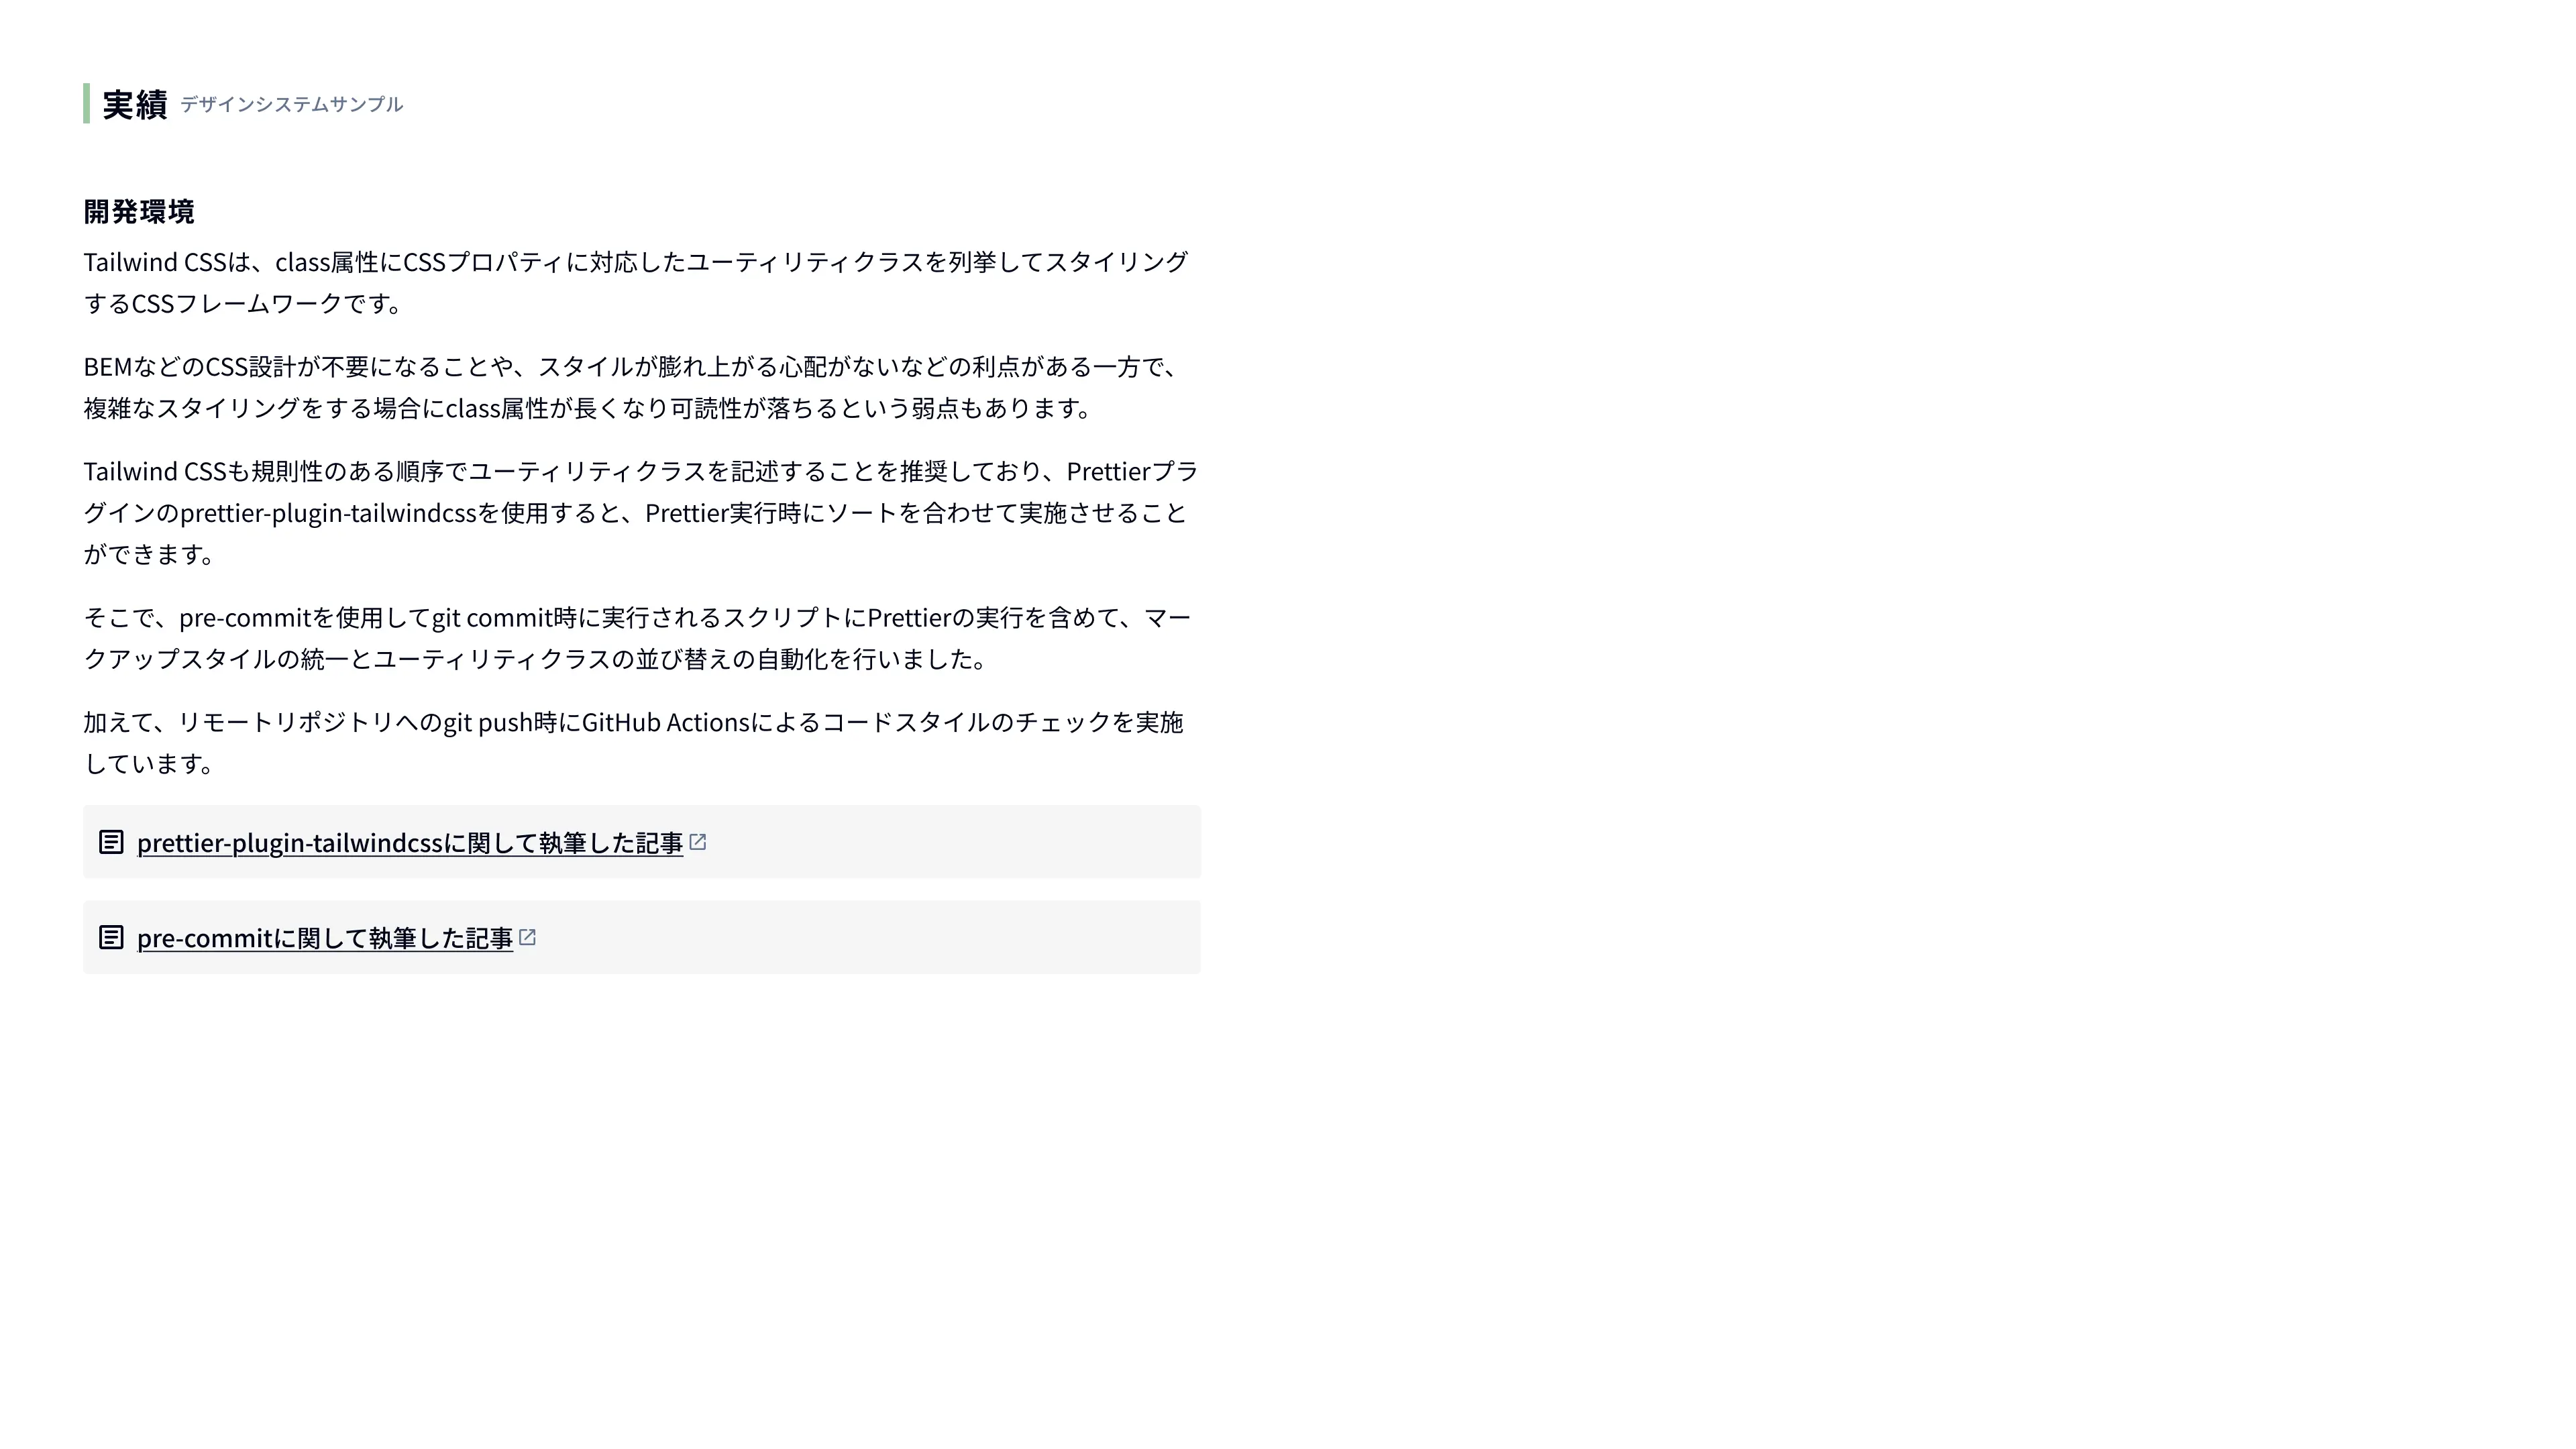 実績 デザインシステムサンプル
開発環境
Tailwind CSSは、class属性にCSSプロパティに対応したユーティリティクラスを列挙してスタイリング
するCSSフレームワークです。
BEMなどのCSS設計が不要になることや、スタイルが膨れ上がる心配がないなどの利点がある一方で、
複雑なスタイリングをする場合にclass属性が長くなり可読性が落ちるという弱点もあります。
Tailwind CSSも規則性のある順序でユーティリティクラスを記述することを推奨しており、Prettierプラ
グインのprettier-plugin-tailwindcssを使用すると、Prettier実行時にソートを合わせて実施させること
ができます。
そこで、pre-commitを使用してgit commit時に実行されるスクリプトにPrettierの実行を含めて、マー
クアップスタイルの統一とユーティリティクラスの並び替えの自動化を行いました。
加えて、リモートリポジトリへのgit push時にGitHub Actionsによるコードスタイルのチェックを実施
しています。
prettier-plugin-tailwindcssに関して執筆した記事
pre-commitに関して執筆した記事